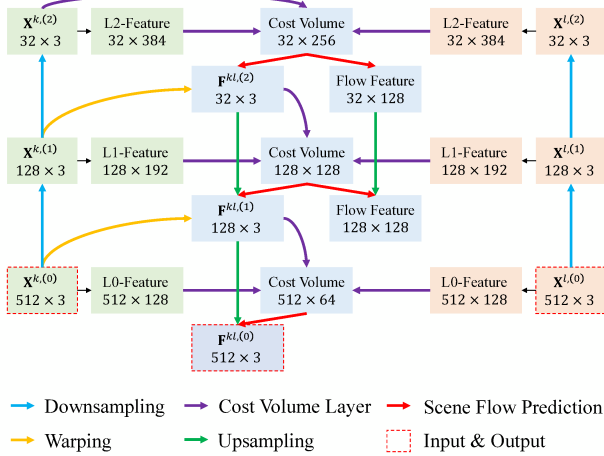 X^{k,(2)} L2-Feature Cost Volume L2-Feature X^{l,(2)}
32 × 3 32 × 384 32 × 256 32 × 384 32 × 3
F^{kl,(2)} Flow Feature
32 × 3 32 × 128
X^{k,(1)} L1-Feature Cost Volume L1-Feature X^{l,(1)}
128 × 3 128 × 192 128 × 128 128 × 192 128 × 3
F^{kl,(1)} Flow Feature
128 × 3 128 × 128
X^{k,(0)} L0-Feature Cost Volume L0-Feature X^{l,(0)}
512 × 3 512 × 128 512 × 64 512 × 128 512 × 3
F^{kl,(0)}
512 × 3
Downsampling Cost Volume Layer Scene Flow Prediction
Warping Upsampling Input & Output